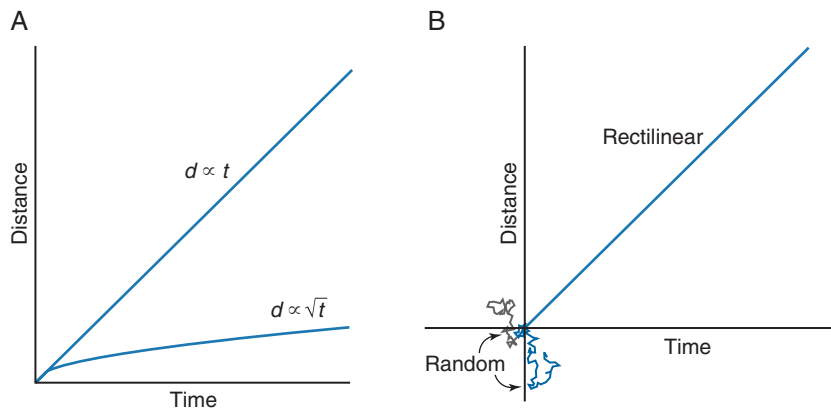 A
Distance
d ∝ t
d ∝ √t
Time
B
Distance
Rectilinear
Random
Time